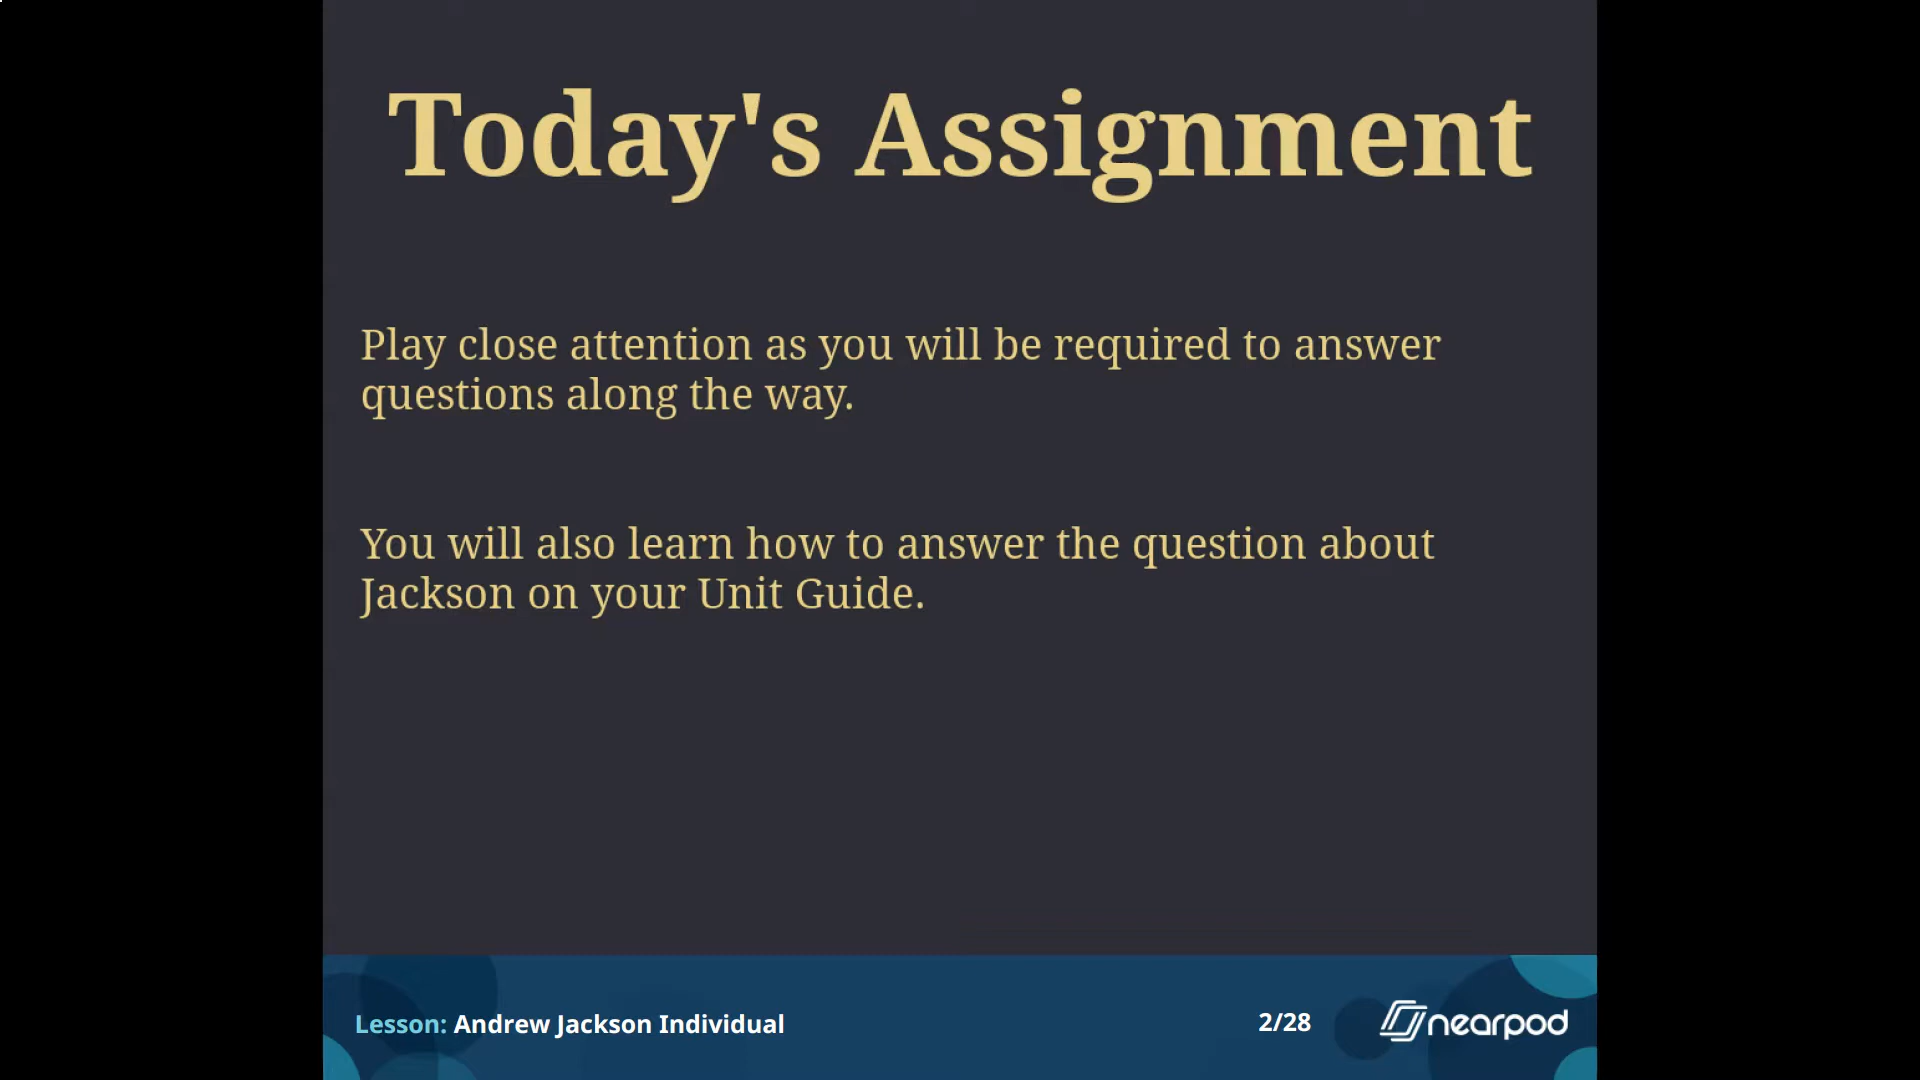 Today's Assignment
Play close attention as you will be required to answer
questions along the way.
You will also learn how to answer the question about
Jackson on your Unit Guide.
Lesson: Andrew Jackson Individual
2/28
nearpod